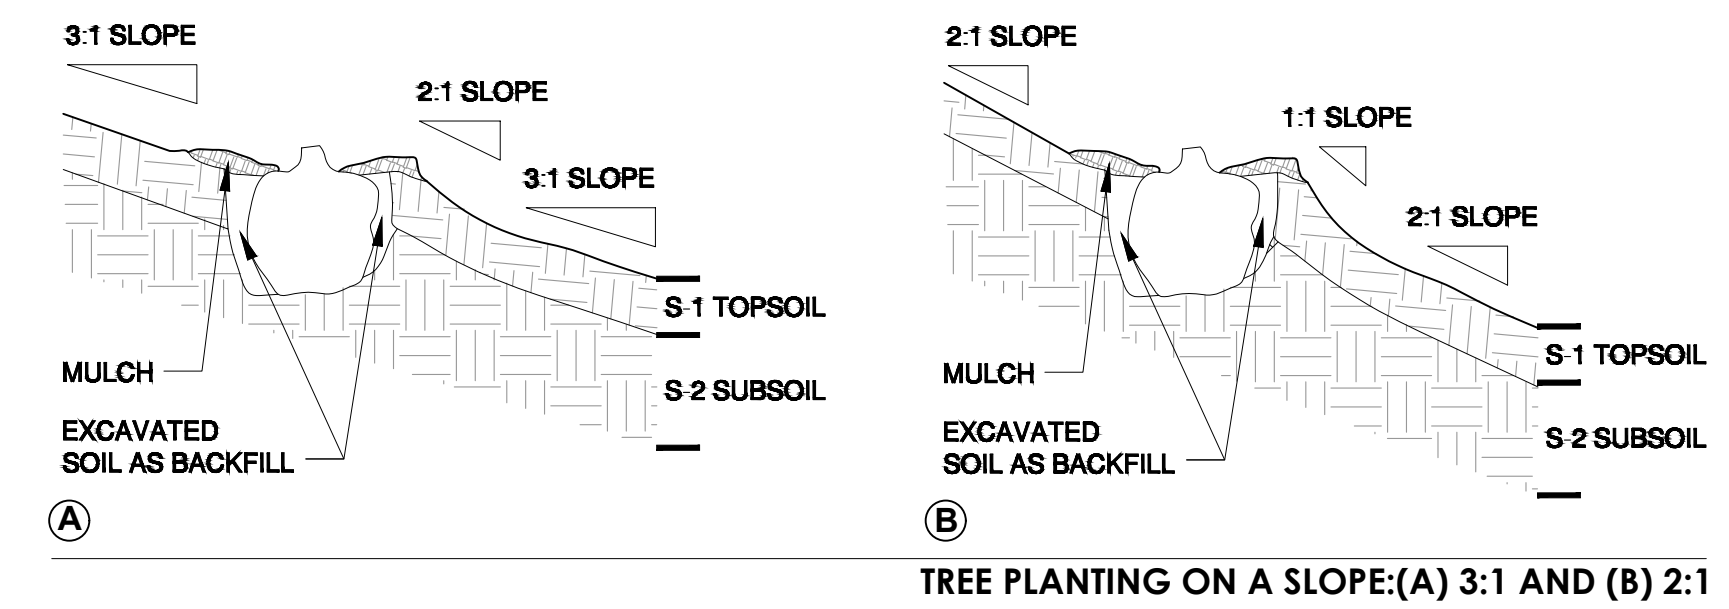 3:1 SLOPE
2:1 SLOPE
3:1 SLOPE
S-1 TOPSOIL
MULCH
S-2 SUBSOIL
EXCAVATED
SOIL AS BACKFILL
A
2:1 SLOPE
1:1 SLOPE
2:1 SLOPE
S-1 TOPSOIL
MULCH
S-2 SUBSOIL
EXCAVATED
SOIL AS BACKFILL
B
TREE PLANTING ON A SLOPE:(A) 3:1 AND (B) 2:1